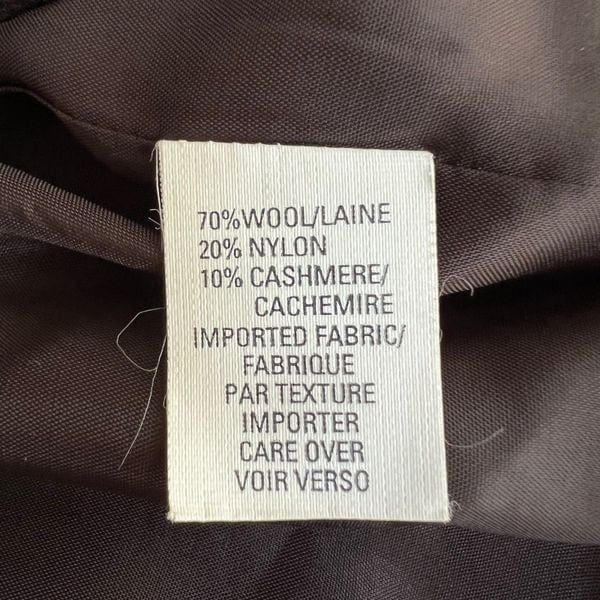 70%WOOL/LAINE
20% NYLON
10% CASHMERE/
CACHEMIRE
IMPORTED FABRIC/
FABRIQUE
PAR TEXTURE
IMPORTER
CARE OVER
VOIR VERSO